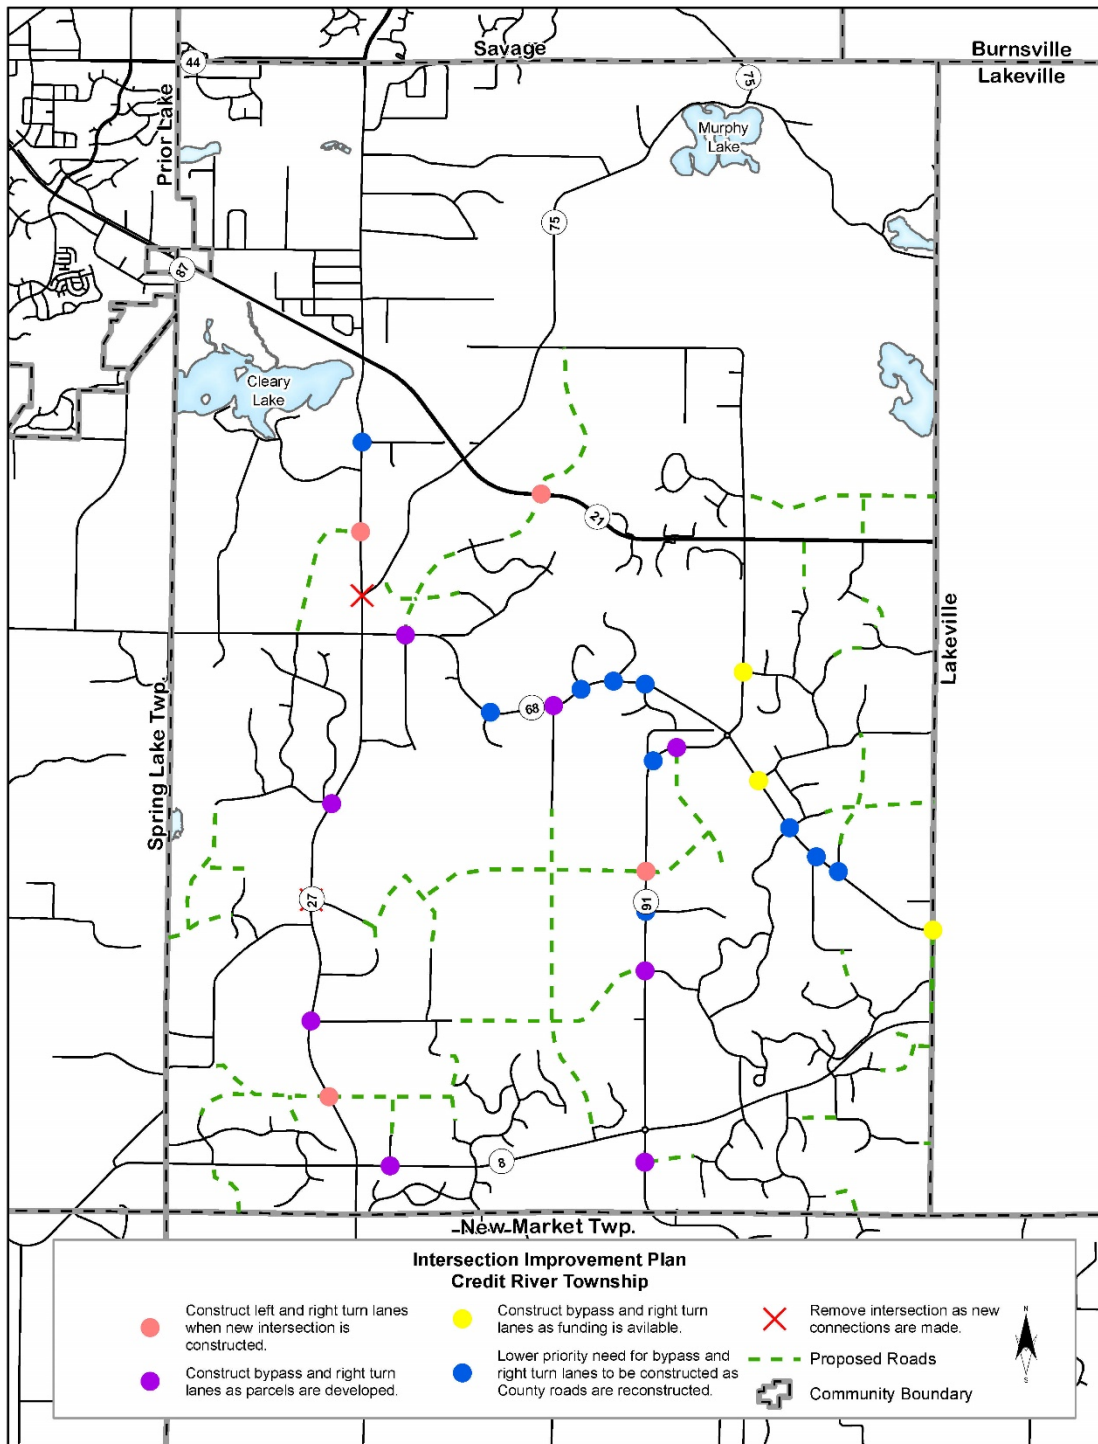 Savage
Burnsville
44
75
Lakeville
Prior Lake
Murphy
Lake
75
87
Cleary
Lake
21
Lakeville
Spring Lake Twp.
68
27
91
8
New Market Twp.
Intersection Improvement Plan
Credit River Township
Construct left and right turn lanes
when new intersection is
constructed.
Construct bypass and right turn
lanes as parcels are developed.
Construct bypass and right turn
lanes as funding is avilable.
Lower priority need for bypass and
right turn lanes to be constructed as
County roads are reconstructed.
Remove intersection as new
connections are made.
Proposed Roads
Community Boundary
N
S